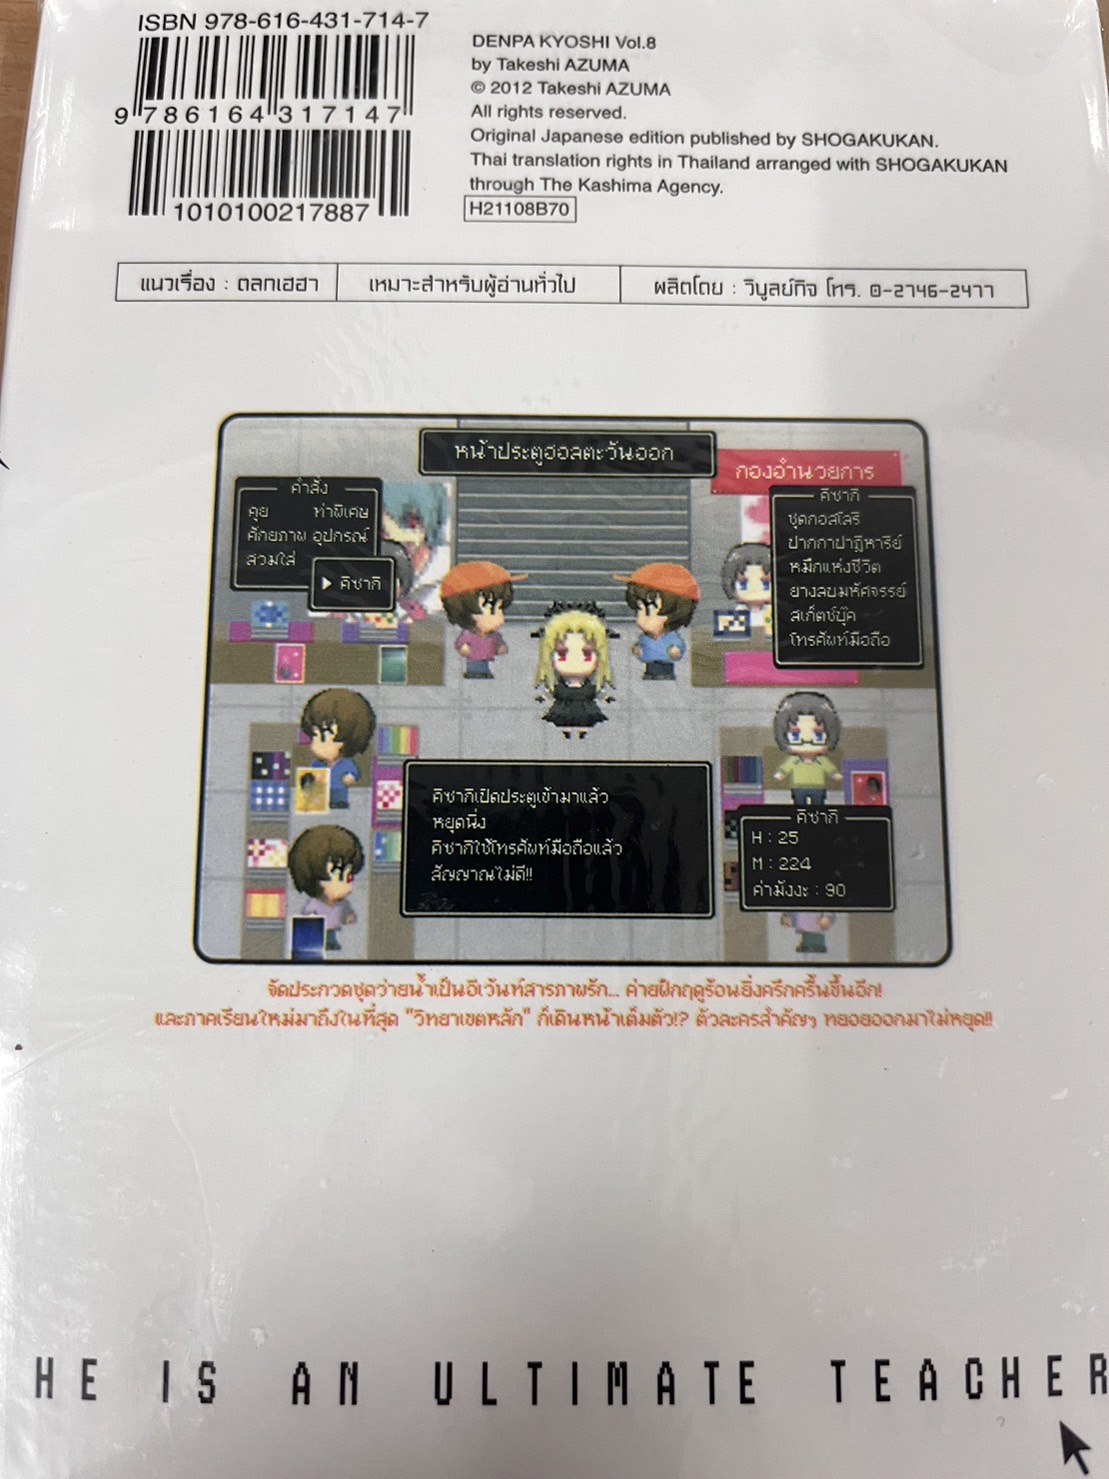 ISBN 978-616-431-714-7
9 786164 317147
1010100217887
DENPA KYOSHI Vol.8
by Takeshi AZUMA
© 2012 Takeshi AZUMA
All rights reserved.
Original Japanese edition published by SHOGAKUKAN.
Thai translation rights in Thailand arranged with SHOGAKUKAN
through The Kashima Agency.
H21108B70
แนวเรื่อง : ตลกเฮฮา
เหมาะสำหรับผู้อ่านทั่วไป
ผลิตโดย : วิบูลย์กิจ โทร. 0-2746-2477
หน้าประตูฮอลตะวันออก
กองอำนวยการ
คำสั่ง
คุย ท่าพิเศษ
ศักยภาพ อุปกรณ์
สวมใส่
▶ คิซากิ
คิซากิ
ชุดกอสโลริ
ปากกาปาฏิหาริย์
หมึกแห่งชีวิต
ยางลบมหัศจรรย์
สเก็ตช์บุ๊ค
โทรศัพท์มือถือ
คิซากิเปิดประตูเข้ามาแล้ว
หยุดนิ่ง
คิซากิใช้โทรศัพท์มือถือแล้ว
สัญญาณไม่ดี!!
คิซากิ
H : 25
M : 224
ค่ามังงะ : 90
จัดประกวดชุดว่ายน้ำเป็นอีเว้นท์สารภาพรัก... ค่ายฝึกฤดูร้อนยิ่งครึกครื้นขึ้นอีก!
และภาคเรียนใหม่มาถึงในที่สุด "วิทยาเขตหลัก" ก็เดินหน้าเต็มตัว!? ตัวละครสำคัญๆ ทยอยออกมาไม่หยุด!!
HE IS AN ULTIMATE TEACHER